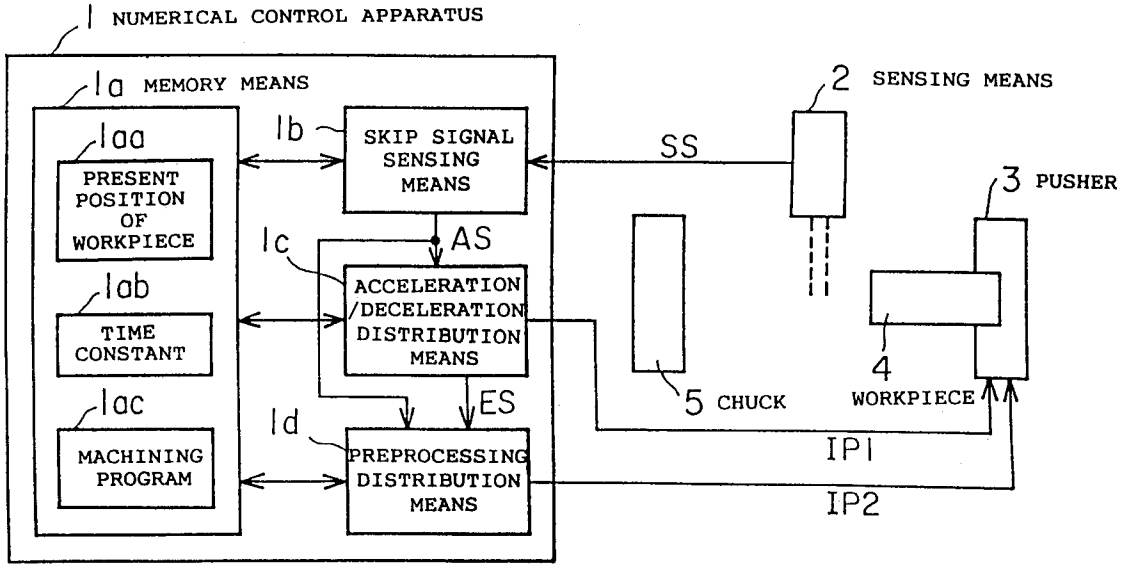 1 NUMERICAL CONTROL APPARATUS
1a MEMORY MEANS
1aa
PRESENT
POSITION
OF
WORKPIECE
1ab
TIME
CONSTANT
1ac
MACHINING
PROGRAM
1b
SKIP SIGNAL
SENSING
MEANS
AS
1c
ACCELERATION
/DECELERATION
DISTRIBUTION
MEANS
ES
1d
PREPROCESSING
DISTRIBUTION
MEANS
SS
2 SENSING MEANS
3 PUSHER
4
WORKPIECE
5 CHUCK
IP1
IP2